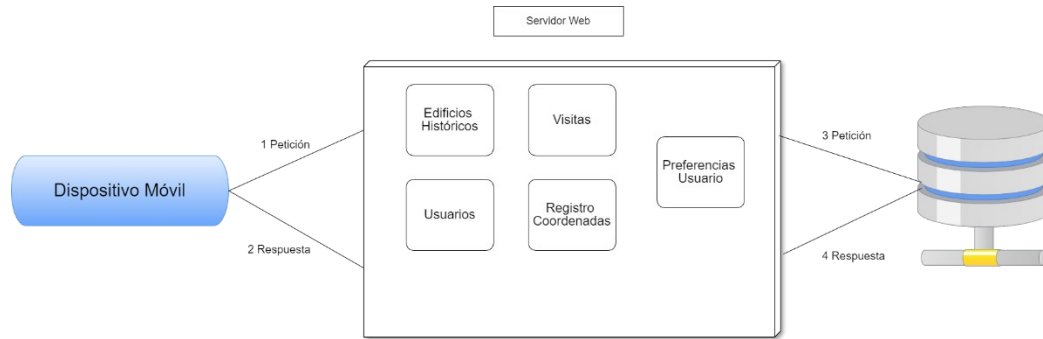 Servidor Web
Edificios
Históricos
Visitas
Preferencias
Usuario
Usuarios
Registro
Coordenadas
1 Petición
2 Respuesta
Dispositivo Móvil
3 Petición
4 Respuesta